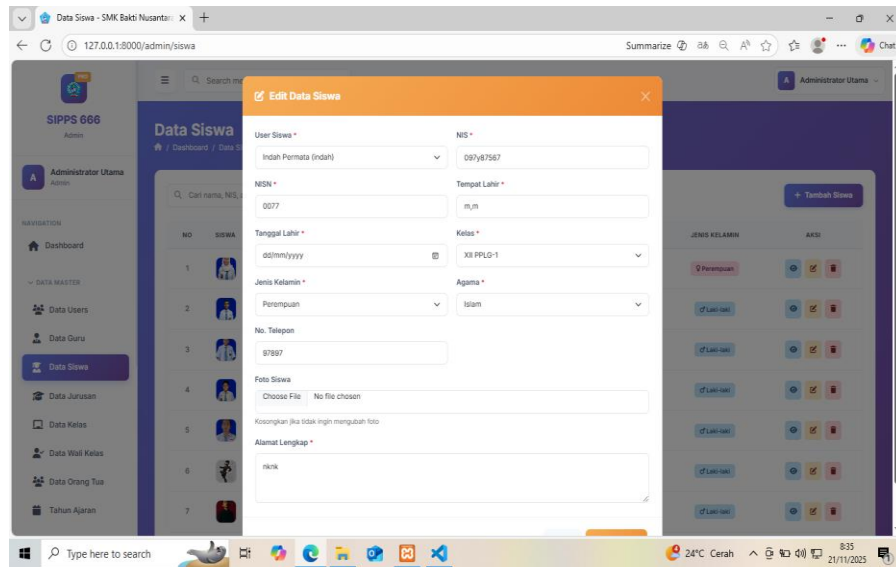 Data Siswa - SMK Bakti Nusantar
127.0.0.1:8000/admin/siswa
Summarize
Chat
SIPPS 666
Admin
Search me
Administrator Utama
A
Edit Data Siswa
Data Siswa
/ Dashboard / Data S
A
Administrator Utama
Admin
Cari nama, NIS,
+ Tambah Siswa
User Siswa *
NIS *
Indah Permata (indah)
097y87567
NISN *
Tempat Lahir *
0077
m,m
Tanggal Lahir *
Kelas *
dd/mm/yyyy
XII PPLG-1
Jenis Kelamin *
Agama *
Perempuan
Islam
No. Telepon
97897
Foto Siswa
Choose File
No file chosen
Kosongkan jika tidak ingin mengubah foto
Alamat Lengkap *
nknk
NAVIGATION
Dashboard
DATA MASTER
Data Users
Data Guru
Data Siswa
Data Jurusan
Data Kelas
Data Wali Kelas
Data Orang Tua
Tahun Ajaran
NO
SISWA
JENIS KELAMIN
AKSI
1
Perempuan
2
Laki-laki
3
Laki-laki
4
Laki-laki
5
Laki-laki
6
Laki-laki
7
Laki-laki
Type here to search
24°C Cerah
8:35
21/11/2025